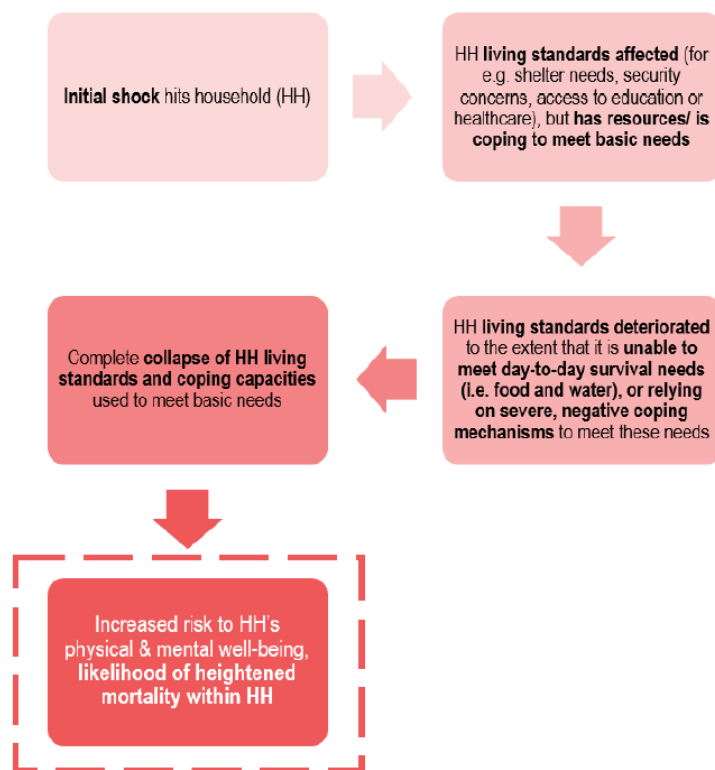 Initial shock hits household (HH)
HH living standards affected (for
e.g. shelter needs, security
concerns, access to education or
healthcare), but has resources/ is
coping to meet basic needs
HH living standards deteriorated
to the extent that it is unable to
meet day-to-day survival needs
(i.e. food and water), or relying
on severe, negative coping
mechanisms to meet these needs
Complete collapse of HH living
standards and coping capacities
used to meet basic needs
Increased risk to HH's
physical & mental well-being,
likelihood of heightened
mortality within HH